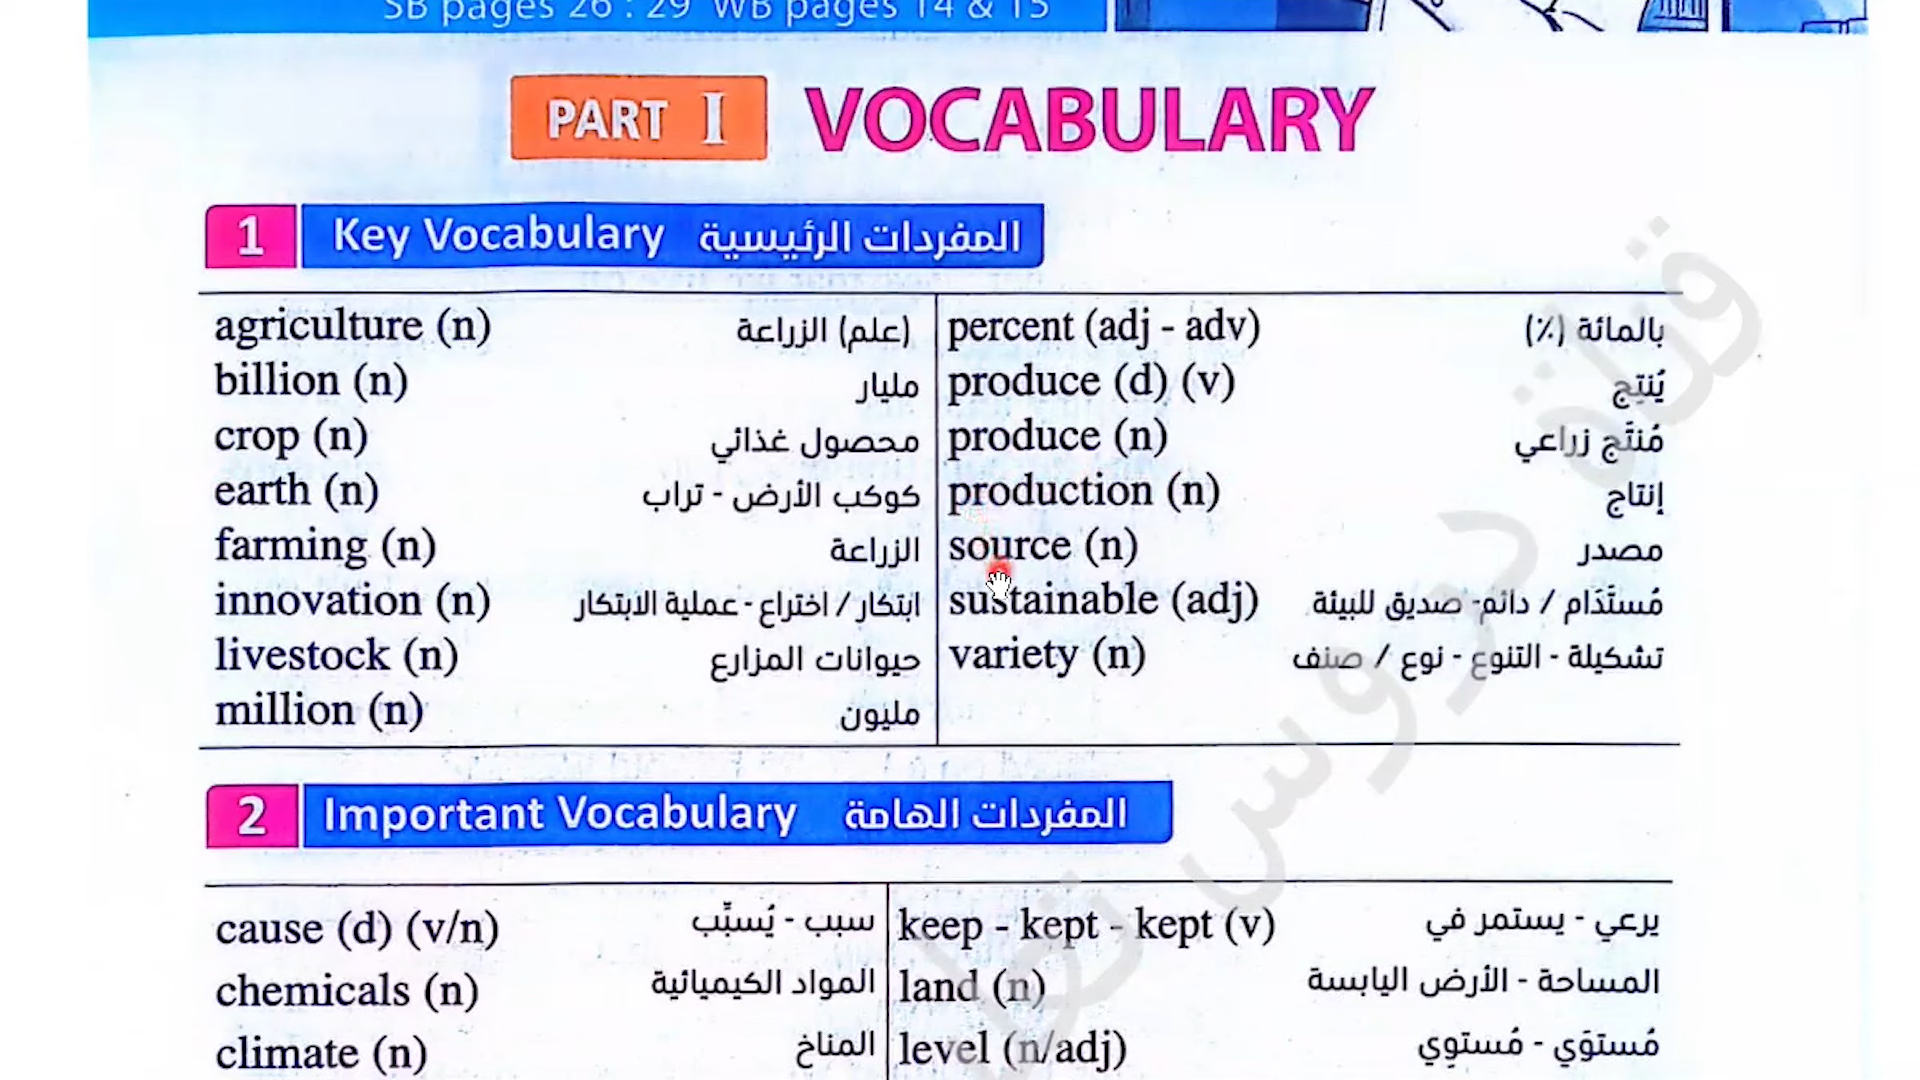 SB pages 26 : 29 WB pages 14 & 15
PART I VOCABULARY
1 Key Vocabulary المفردات الرئيسية
agriculture (n) (علم) الزراعة
billion (n) مليار
crop (n) محصول غذائي
earth (n) كوكب الأرض - تراب
farming (n) الزراعة
innovation (n) ابتكار / اختراع - عملية الابتكار
livestock (n) حيوانات المزارع
million (n) مليون
percent (adj - adv) بالمائة (٪)
produce (d) (v) يُنتِج
produce (n) مُنتَج زراعي
production (n) إنتاج
source (n) مصدر
sustainable (adj) مُستَدَام / دائم- صديق للبيئة
variety (n) تشكيلة - التنوع - نوع / صنف
2 Important Vocabulary المفردات الهامة
cause (d) (v/n) سبب - يُسبِّب
chemicals (n) المواد الكيميائية
climate (n) المناخ
keep - kept - kept (v) يرعي - يستمر في
land (n) المساحة - الأرض اليابسة
level (n/adj) مُستوَي - مُستوِي
قناة دروس